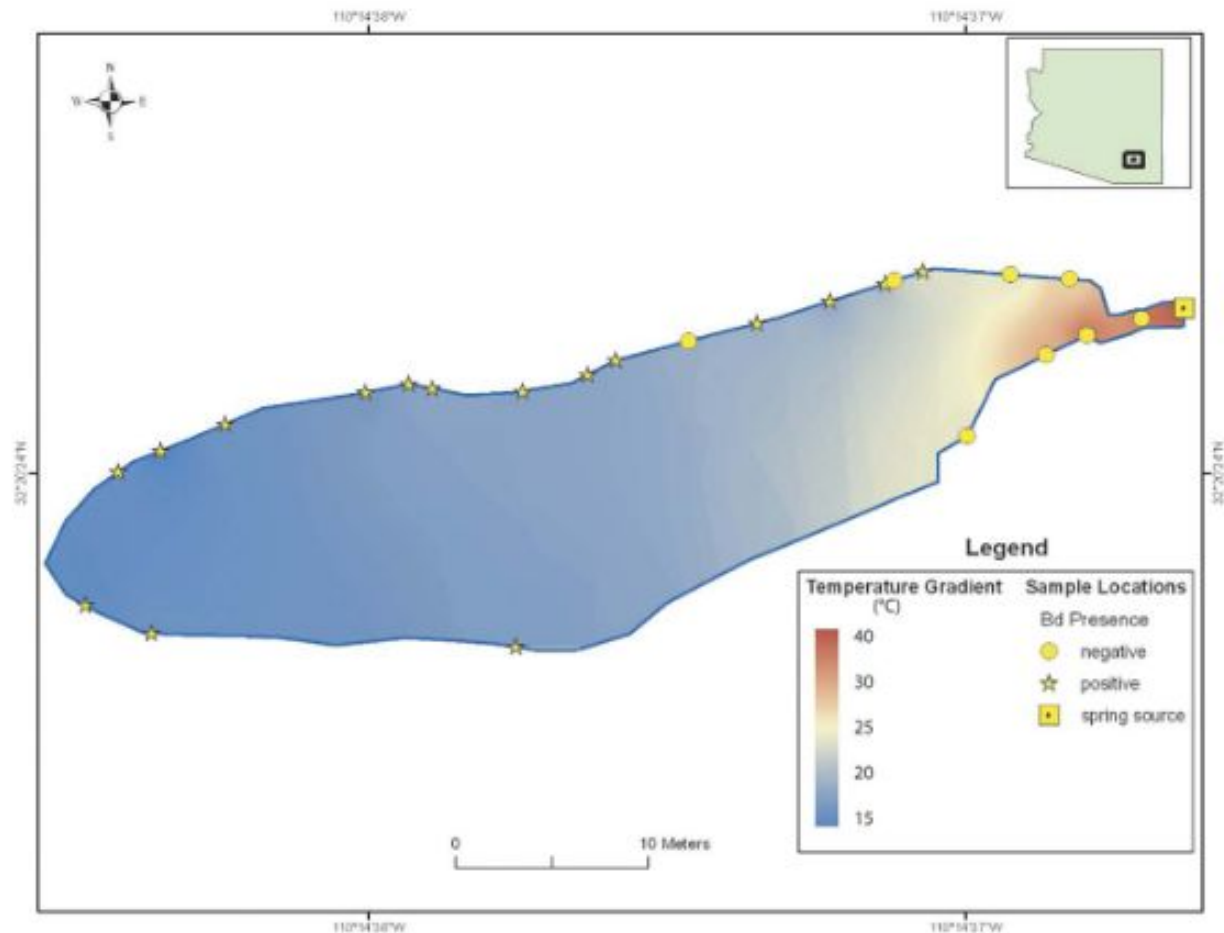 110°14'38"W 110°14'37"W
N
W E
S
32°20'24"N 32°20'24"N
Legend
Temperature Gradient
(°C)
40
30
25
20
15
Sample Locations
Bd Presence
negative
positive
spring source
0 10 Meters
110°14'38"W 110°14'37"W